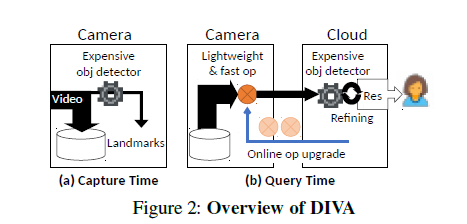 Camera
Expensive
obj detector
Video
Landmarks
(a) Capture Time
Camera
Cloud
Lightweight
& fast op
Expensive
obj detector
Res
Refining
Online op upgrade
(b) Query Time
Figure 2: Overview of DIVA